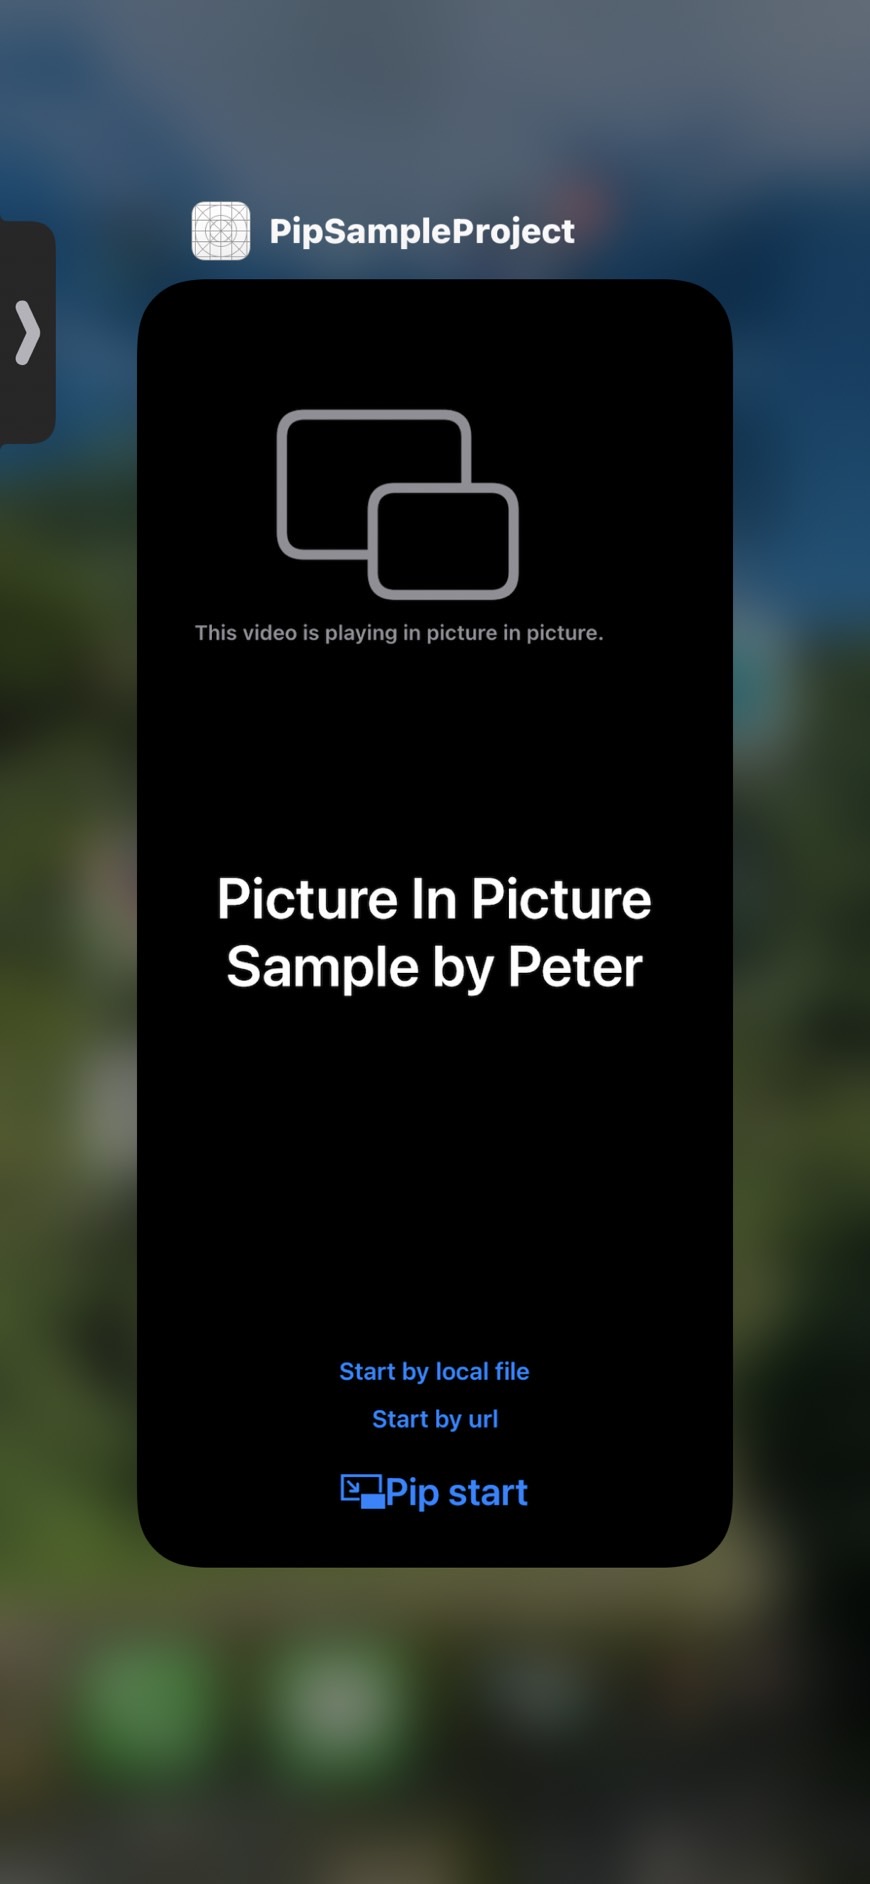 PipSampleProject
This video is playing in picture in picture.
Picture In Picture
Sample by Peter
Start by local file
Start by url
Pip start